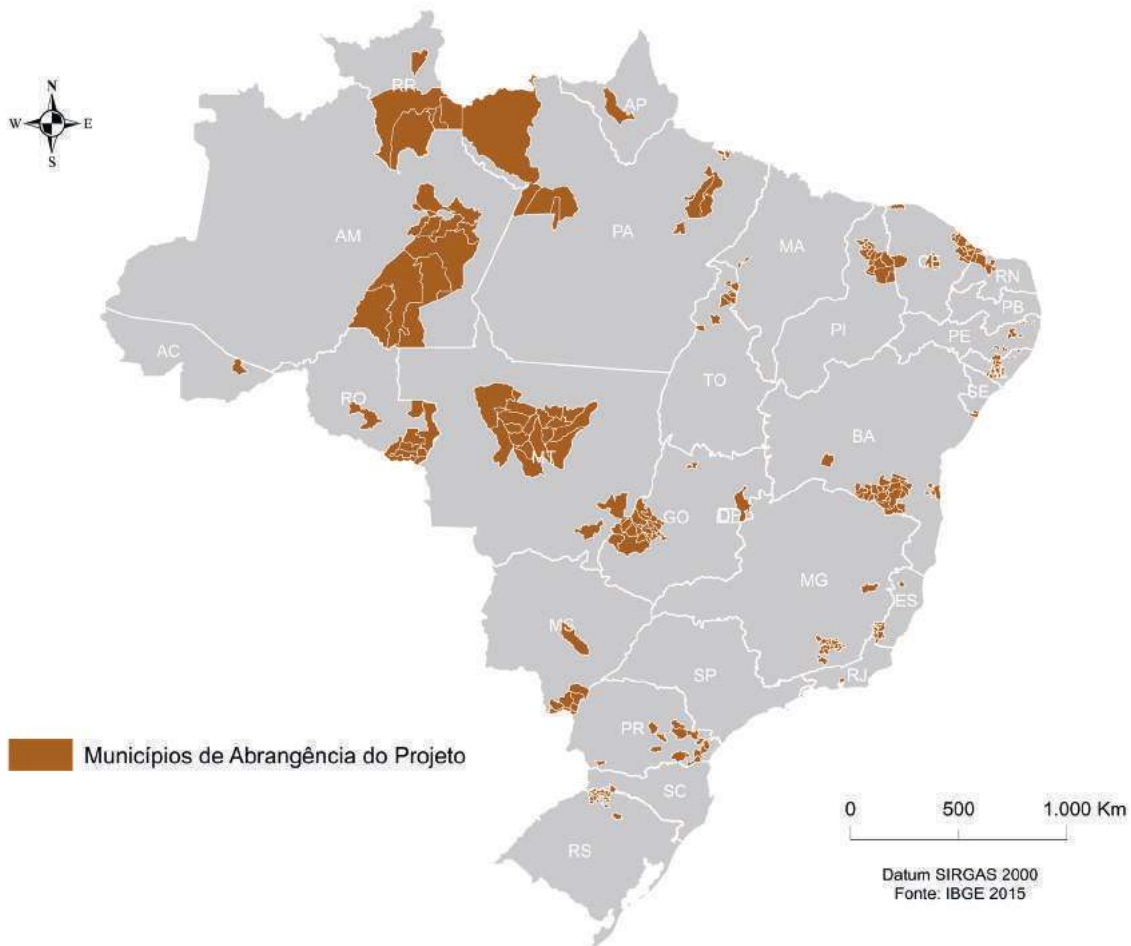 N
W E
S
RR
AP
AM
PA
MA
CE
RN
PB
PE
PI
AC
TO
SE
RO
BA
MT
GO
DF
MG
ES
MS
SP
RJ
PR
Municípios de Abrangência do Projeto
SC
RS
0 500 1.000 Km
Datum SIRGAS 2000
Fonte: IBGE 2015